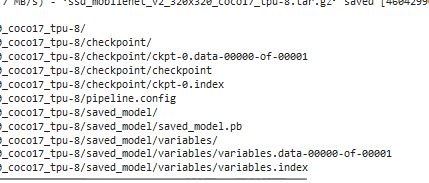 7 MB/s) - 'ssd_mobilenet_v2_320x320_coco17_tpu-8.tar.gz' saved [4604299
_coco17_tpu-8/
_coco17_tpu-8/checkpoint/
_coco17_tpu-8/checkpoint/ckpt-0.data-00000-of-00001
_coco17_tpu-8/checkpoint/checkpoint
_coco17_tpu-8/checkpoint/ckpt-0.index
_coco17_tpu-8/pipeline.config
_coco17_tpu-8/saved_model/
_coco17_tpu-8/saved_model/saved_model.pb
_coco17_tpu-8/saved_model/variables/
_coco17_tpu-8/saved_model/variables/variables.data-00000-of-00001
_coco17_tpu-8/saved_model/variables/variables.index